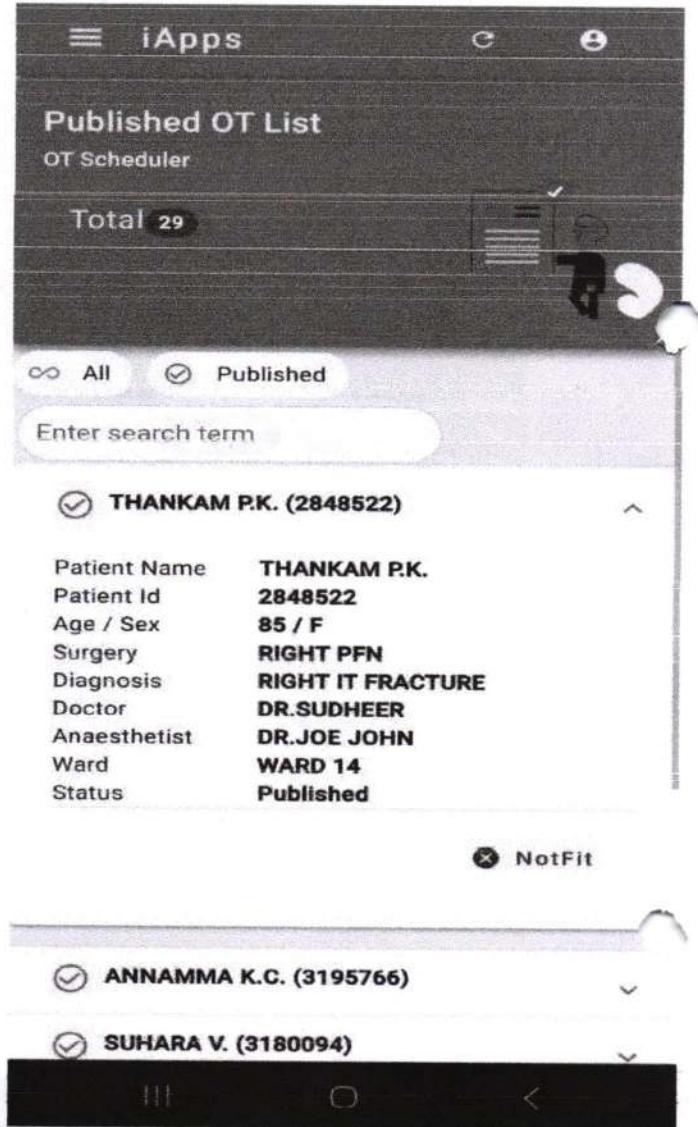 iApps
Published OT List
OT Scheduler
Total 29
All Published
Enter search term
THANKAM P.K. (2848522)
Patient Name THANKAM P.K.
Patient Id 2848522
Age / Sex 85 / F
Surgery RIGHT PFN
Diagnosis RIGHT IT FRACTURE
Doctor DR.SUDHEER
Anaesthetist DR.JOE JOHN
Ward WARD 14
Status Published
NotFit
ANNAMMA K.C. (3195766)
SUHARA V. (3180094)